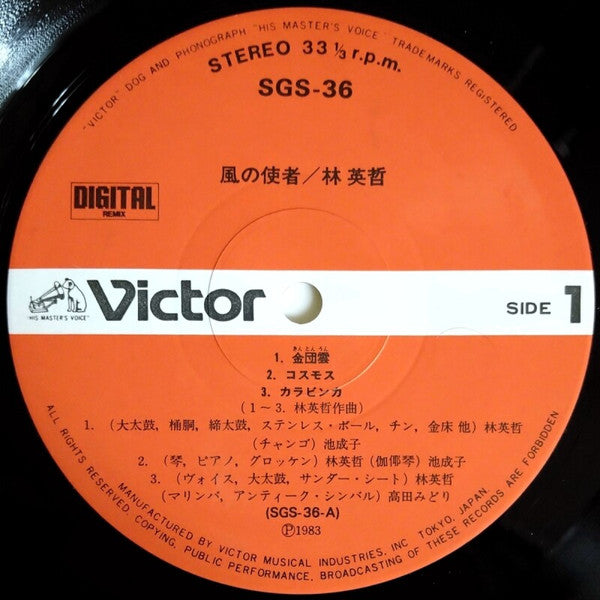 "VICTOR" DOG AND PHONOGRAPH "HIS MASTER'S VOICE" TRADEMARKS REGISTERED
STEREO 33 1/3 r.p.m.
SGS-36
風の使者/林 英哲
DIGITAL
REMIX
"HIS MASTER'S VOICE"
Victor
SIDE 1
きん とん うん
1. 金団雲
2. コスモス
3. カラビンカ
(1〜3. 林英哲作曲)
1. (大太鼓, 桶胴, 締太鼓, ステンレス・ボール, チン, 金床 他) 林英哲
(チャンゴ) 池成子
2. (琴, ピアノ, グロッケン) 林英哲 (伽倻琴) 池成子
3. (ヴォイス, 大太鼓, サンダー・シート) 林英哲
(マリンバ, アンティーク・シンバル) 高田みどり
(SGS-36-A)
Ⓟ1983
ALL RIGHTS RESERVED. COPYING, PUBLIC PERFORMANCE, BROADCASTING OF THESE RECORDS ARE FORBIDDEN
MANUFACTURED BY VICTOR MUSICAL INDUSTRIES, INC. TOKYO, JAPAN